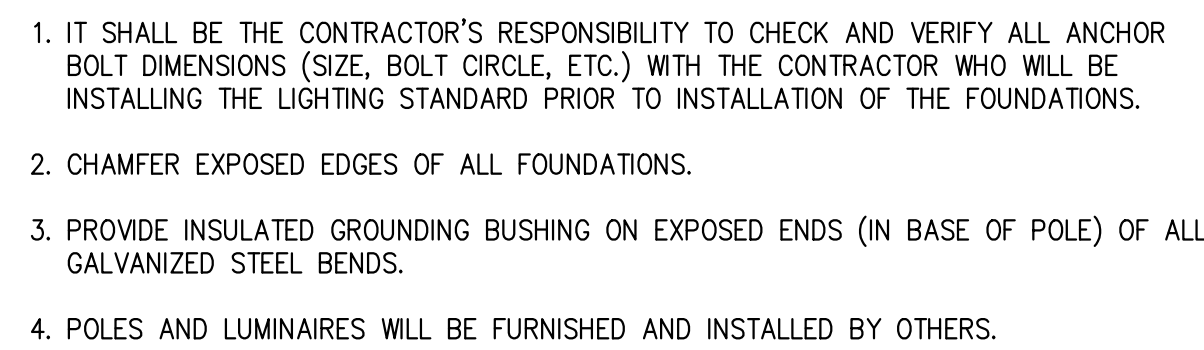 1. IT SHALL BE THE CONTRACTOR'S RESPONSIBILITY TO CHECK AND VERIFY ALL ANCHOR
BOLT DIMENSIONS (SIZE, BOLT CIRCLE, ETC.) WITH THE CONTRACTOR WHO WILL BE
INSTALLING THE LIGHTING STANDARD PRIOR TO INSTALLATION OF THE FOUNDATIONS.
2. CHAMFER EXPOSED EDGES OF ALL FOUNDATIONS.
3. PROVIDE INSULATED GROUNDING BUSHING ON EXPOSED ENDS (IN BASE OF POLE) OF ALL
GALVANIZED STEEL BENDS.
4. POLES AND LUMINAIRES WILL BE FURNISHED AND INSTALLED BY OTHERS.